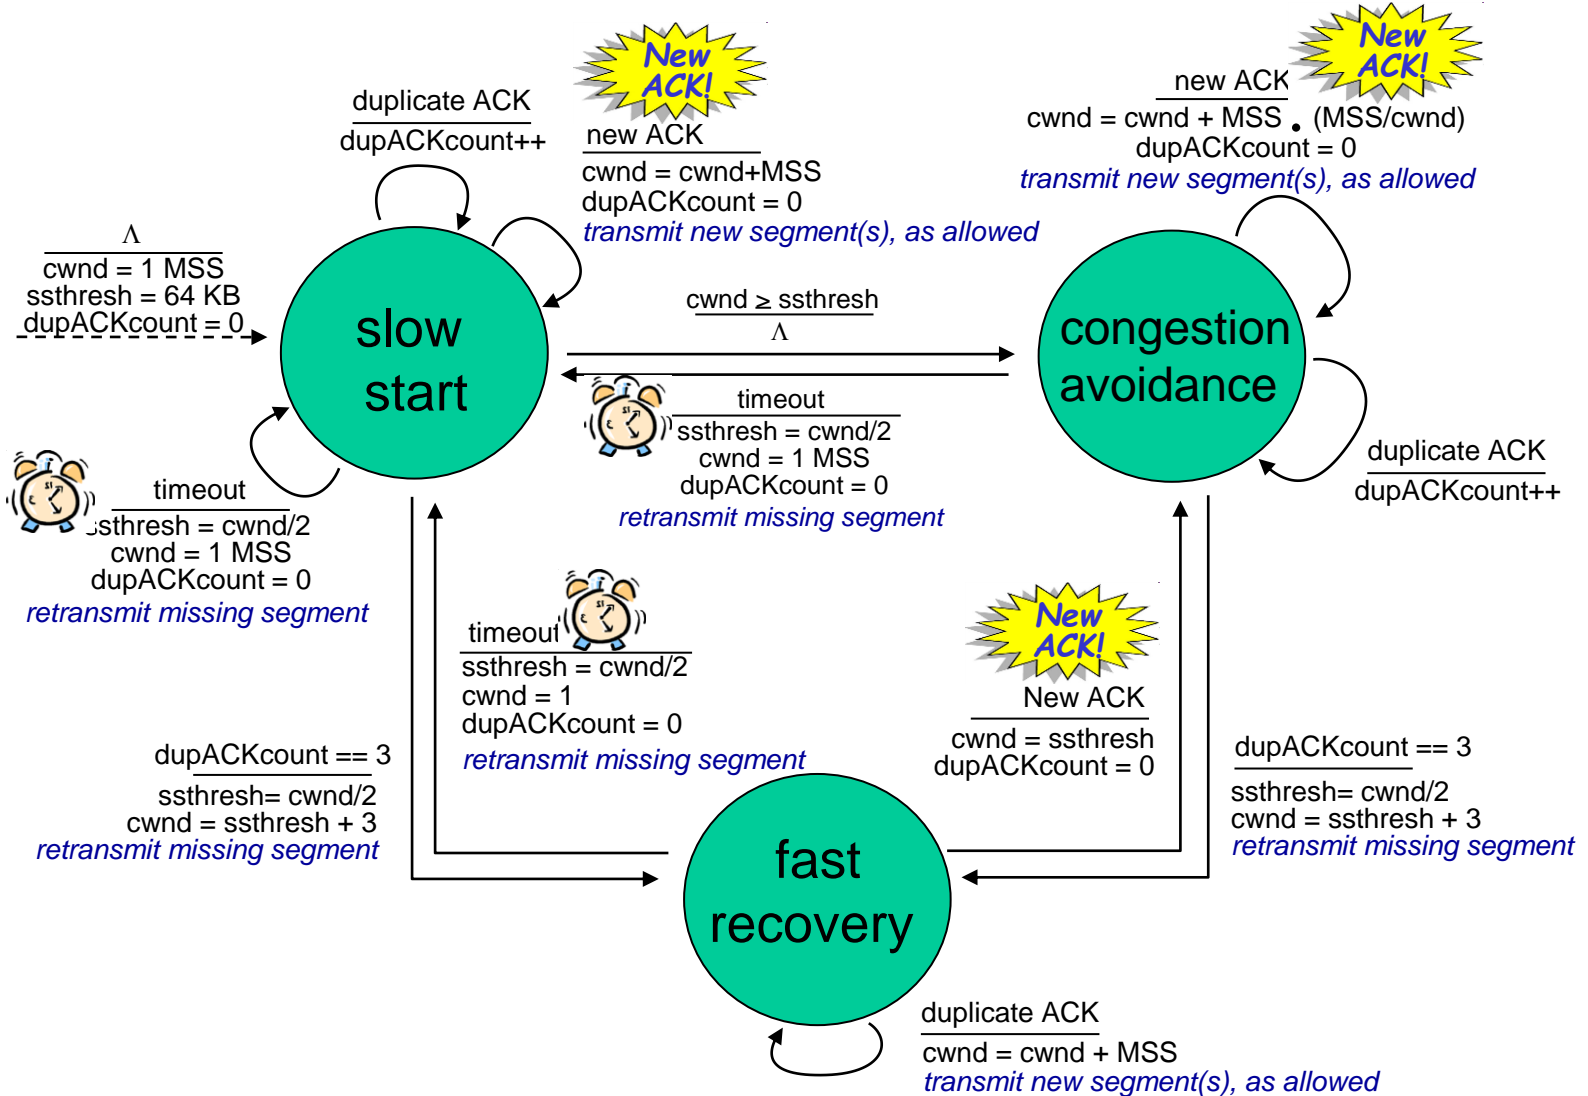 New
ACK!
duplicate ACK
dupACKcount++
new ACK
cwnd = cwnd+MSS
dupACKcount = 0
transmit new segment(s), as allowed
New
ACK!
new ACK
cwnd = cwnd + MSS . (MSS/cwnd)
dupACKcount = 0
transmit new segment(s), as allowed
Λ
cwnd = 1 MSS
ssthresh = 64 KB
dupACKcount = 0
slow
start
cwnd ≥ ssthresh
Λ
congestion
avoidance
timeout
ssthresh = cwnd/2
cwnd = 1 MSS
dupACKcount = 0
retransmit missing segment
duplicate ACK
dupACKcount++
timeout
ssthresh = cwnd/2
cwnd = 1 MSS
dupACKcount = 0
retransmit missing segment
timeout
ssthresh = cwnd/2
cwnd = 1
dupACKcount = 0
retransmit missing segment
New
ACK!
New ACK
cwnd = ssthresh
dupACKcount = 0
dupACKcount == 3
ssthresh= cwnd/2
cwnd = ssthresh + 3
retransmit missing segment
dupACKcount == 3
ssthresh= cwnd/2
cwnd = ssthresh + 3
retransmit missing segment
fast
recovery
duplicate ACK
cwnd = cwnd + MSS
transmit new segment(s), as allowed